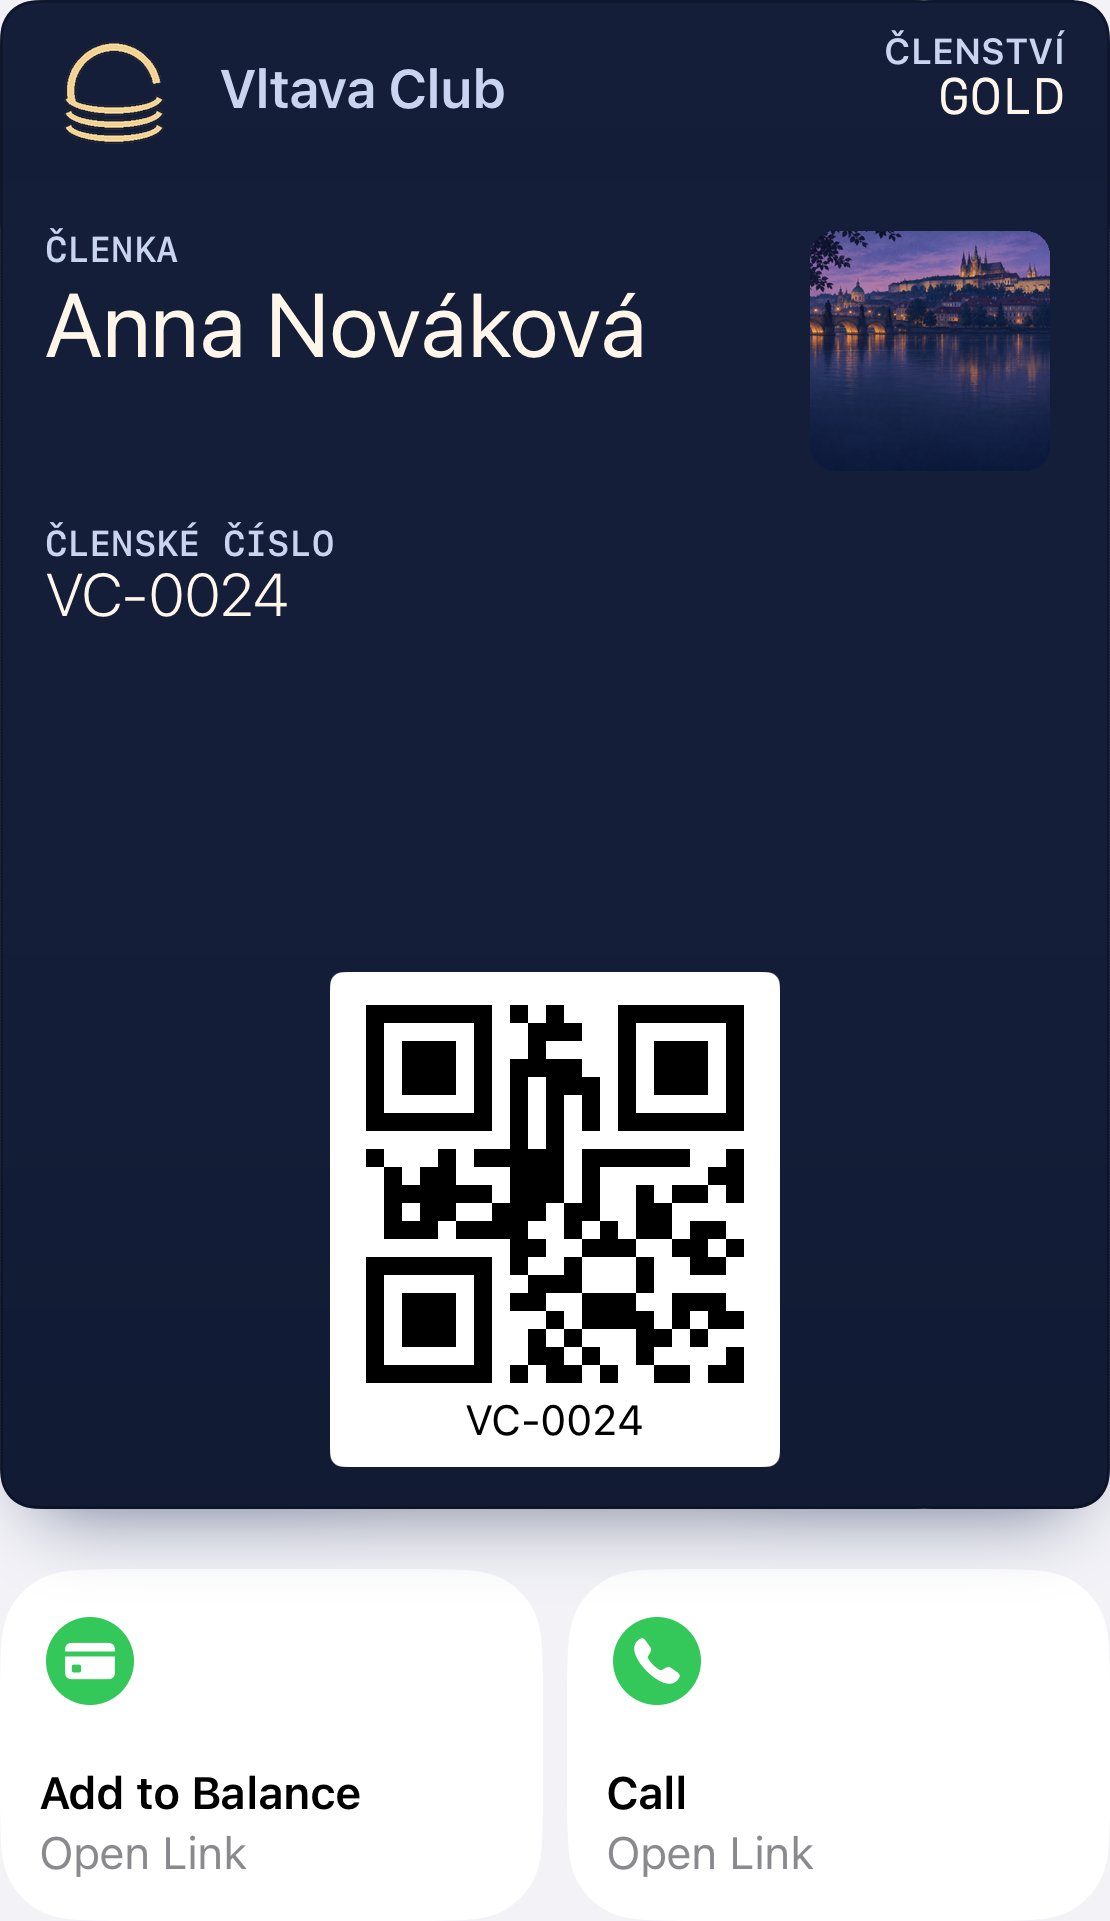 Vltava Club
ČLENSTVÍ
GOLD
ČLENKA
Anna Nováková
ČLENSKÉ ČÍSLO
VC-0024
VC-0024
Add to Balance
Open Link
Call
Open Link